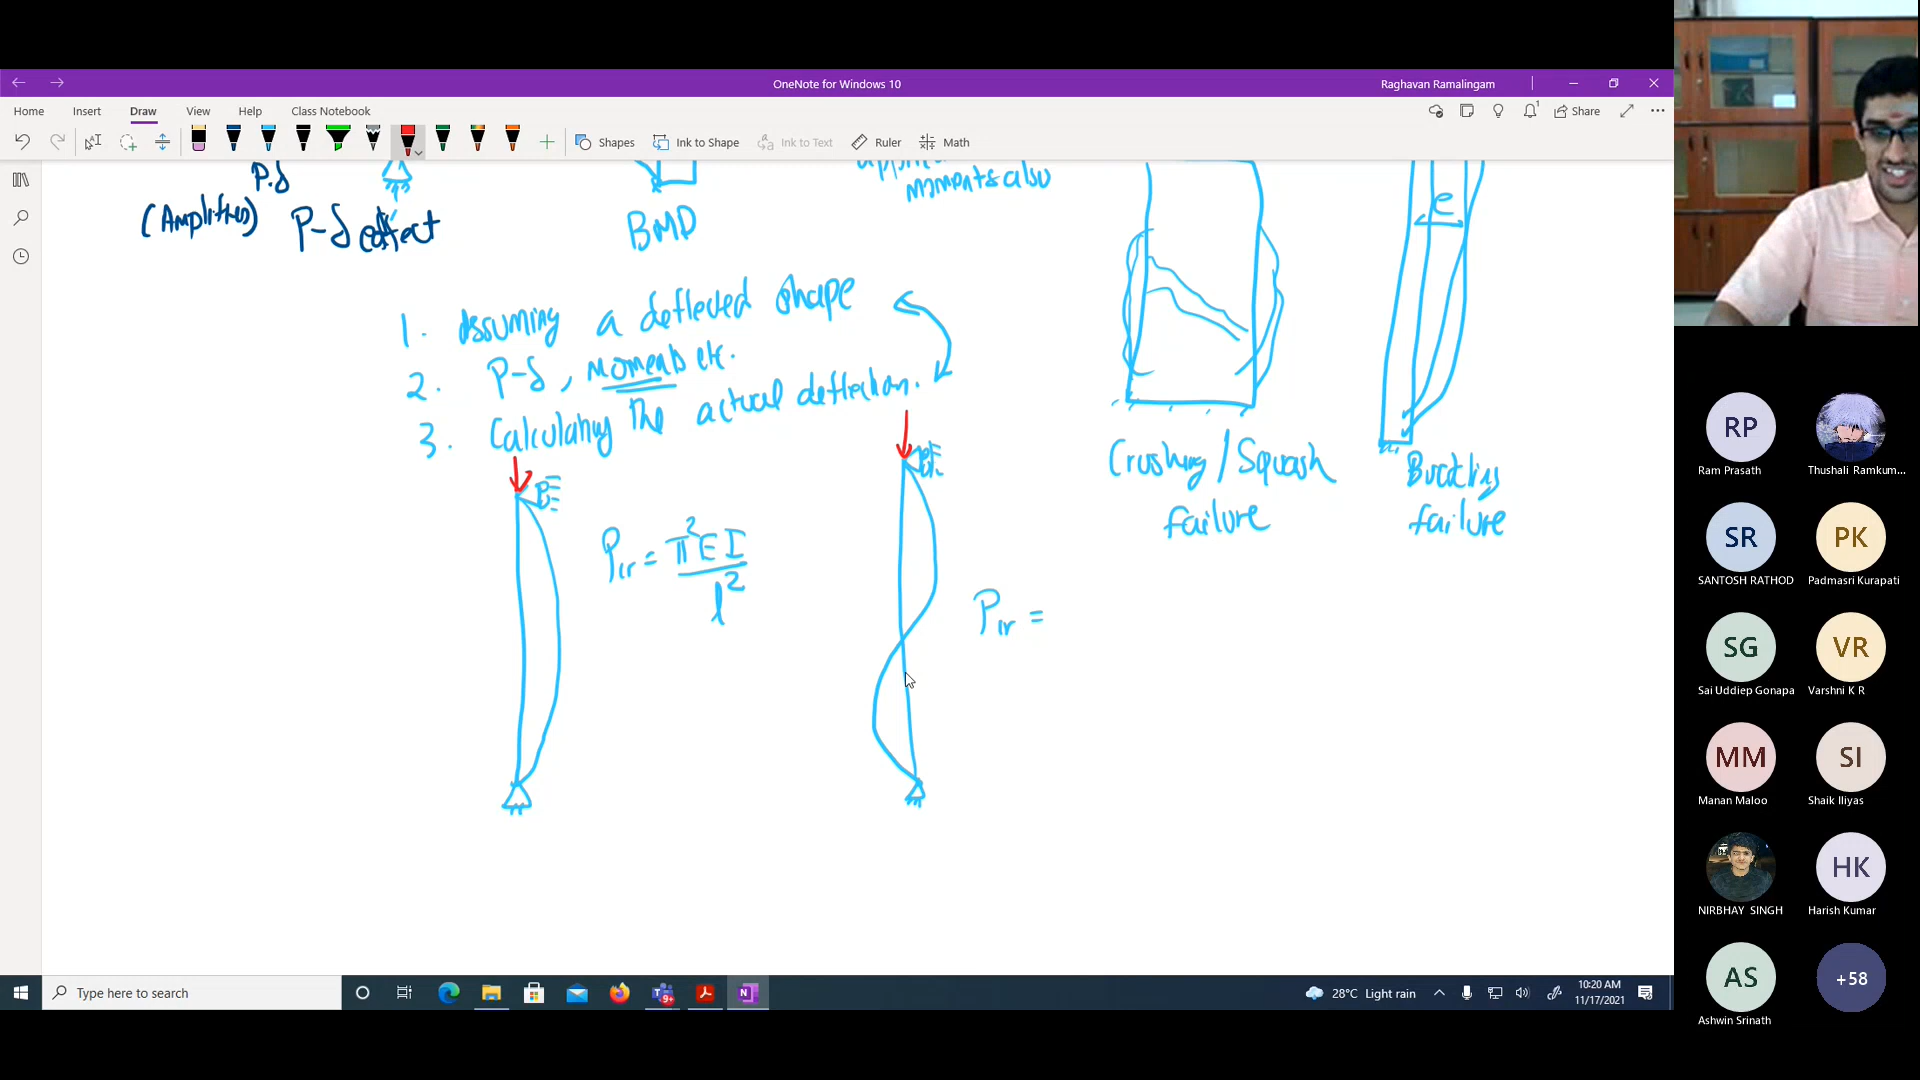 OneNote for Windows 10
Raghavan Ramalingam
Home Insert Draw View Help Class Notebook
Share
Shapes Ink to Shape Ink to Text Ruler Math
P.δ
(Amplifies) P-δ effect
BMD
moments also
e
1. Assuming a deflected shape
2. P-δ, moments etc.
3. Calculating the actual deflection.
Pcr = π²EI
l²
Pcr =
Crushing / Squash
failure
Buckling
failure
RP
Ram Prasath
Thushali Ramkum...
SR
SANTOSH RATHOD
PK
Padmasri Kurapati
SG
Sai Uddiep Gonapa
VR
Varshni K R
MM
Manan Maloo
SI
Shaik Iliyas
NIRBHAY SINGH
HK
Harish Kumar
AS
Ashwin Srinath
+58
Type here to search
9+
28°C Light rain
10:20 AM
11/17/2021